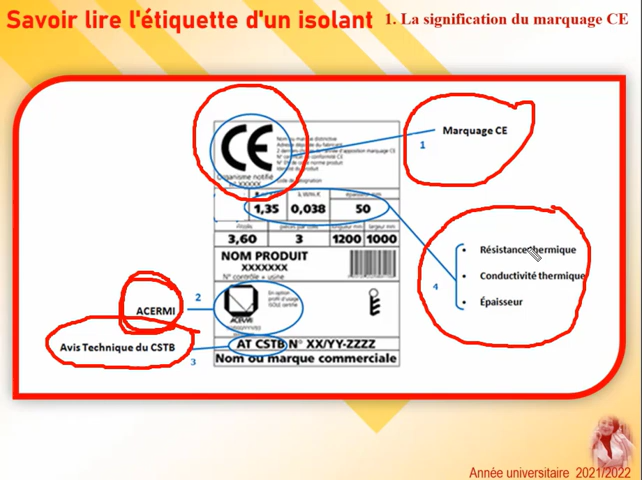 Savoir lire l'étiquette d'un isolant
1. La signification du marquage CE
CE
Organisme notifié
Marquage CE
1
1,35 0,038 50
3,60 3 1200 1000
NOM PRODUIT
XXXXXXX
N° contrôle + usine
Résistance thermique
Conductivité thermique
Épaisseur
4
ACERMI
2
ACERMI
Avis Technique du CSTB
3
AT CSTB N° XX/YY-ZZZZ
Nom ou marque commerciale
Année universitaire 2021/2022